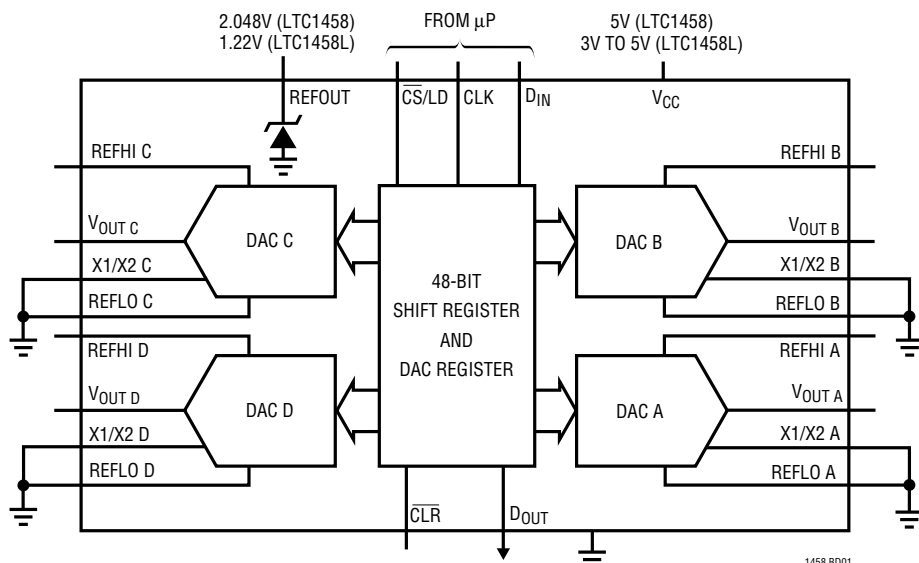 2.048V (LTC1458)
1.22V (LTC1458L)
FROM µP
5V (LTC1458)
3V TO 5V (LTC1458L)
REFOUT
CS/LD
CLK
DIN
VCC
REFHI C
REFHI B
VOUT C
DAC C
DAC B
VOUT B
X1/X2 C
X1/X2 B
REFLO C
REFLO B
48-BIT
SHIFT REGISTER
AND
DAC REGISTER
REFHI D
REFHI A
VOUT D
DAC D
DAC A
VOUT A
X1/X2 D
X1/X2 A
REFLO D
REFLO A
CLR
DOUT
1458 BD01